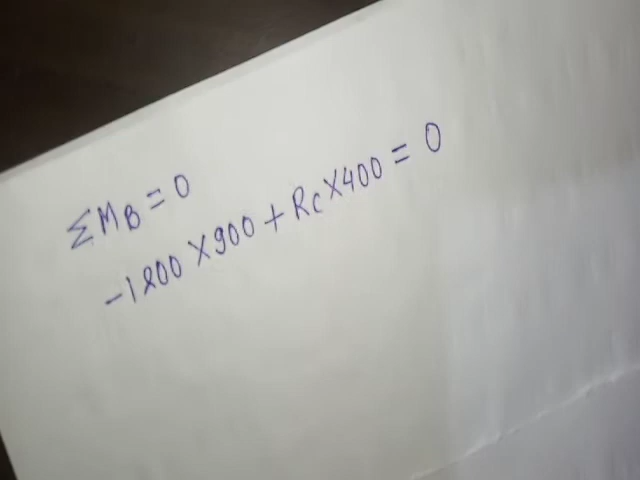 ΣMB = 0
-1800 X 900 + Rc X 400 = 0